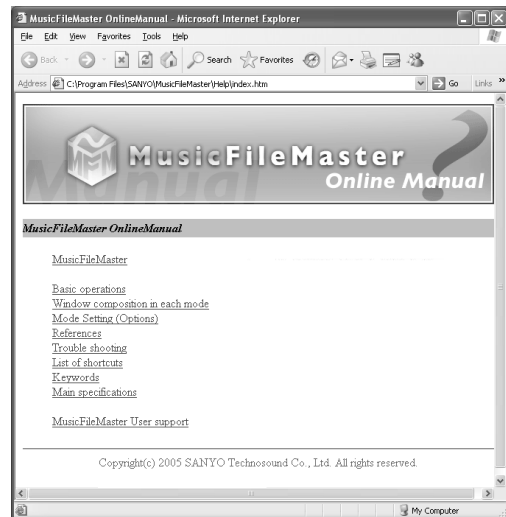 MusicFileMaster OnlineManual - Microsoft Internet Explorer
File Edit View Favorites Tools Help
Back Search Favorites
Address C:\Program Files\SANYO\MusicFileMaster\Help\index.htm Go Links »
Manual
MFM MusicFileMaster ?
Online Manual
MusicFileMaster OnlineManual
MusicFileMaster
Basic operations
Window composition in each mode
Mode Setting (Options)
References
Trouble shooting
List of shortcuts
Keywords
Main specifications
MusicFileMaster User support
Copyright(c) 2005 SANYO Technosound Co., Ltd. All rights reserved.
My Computer